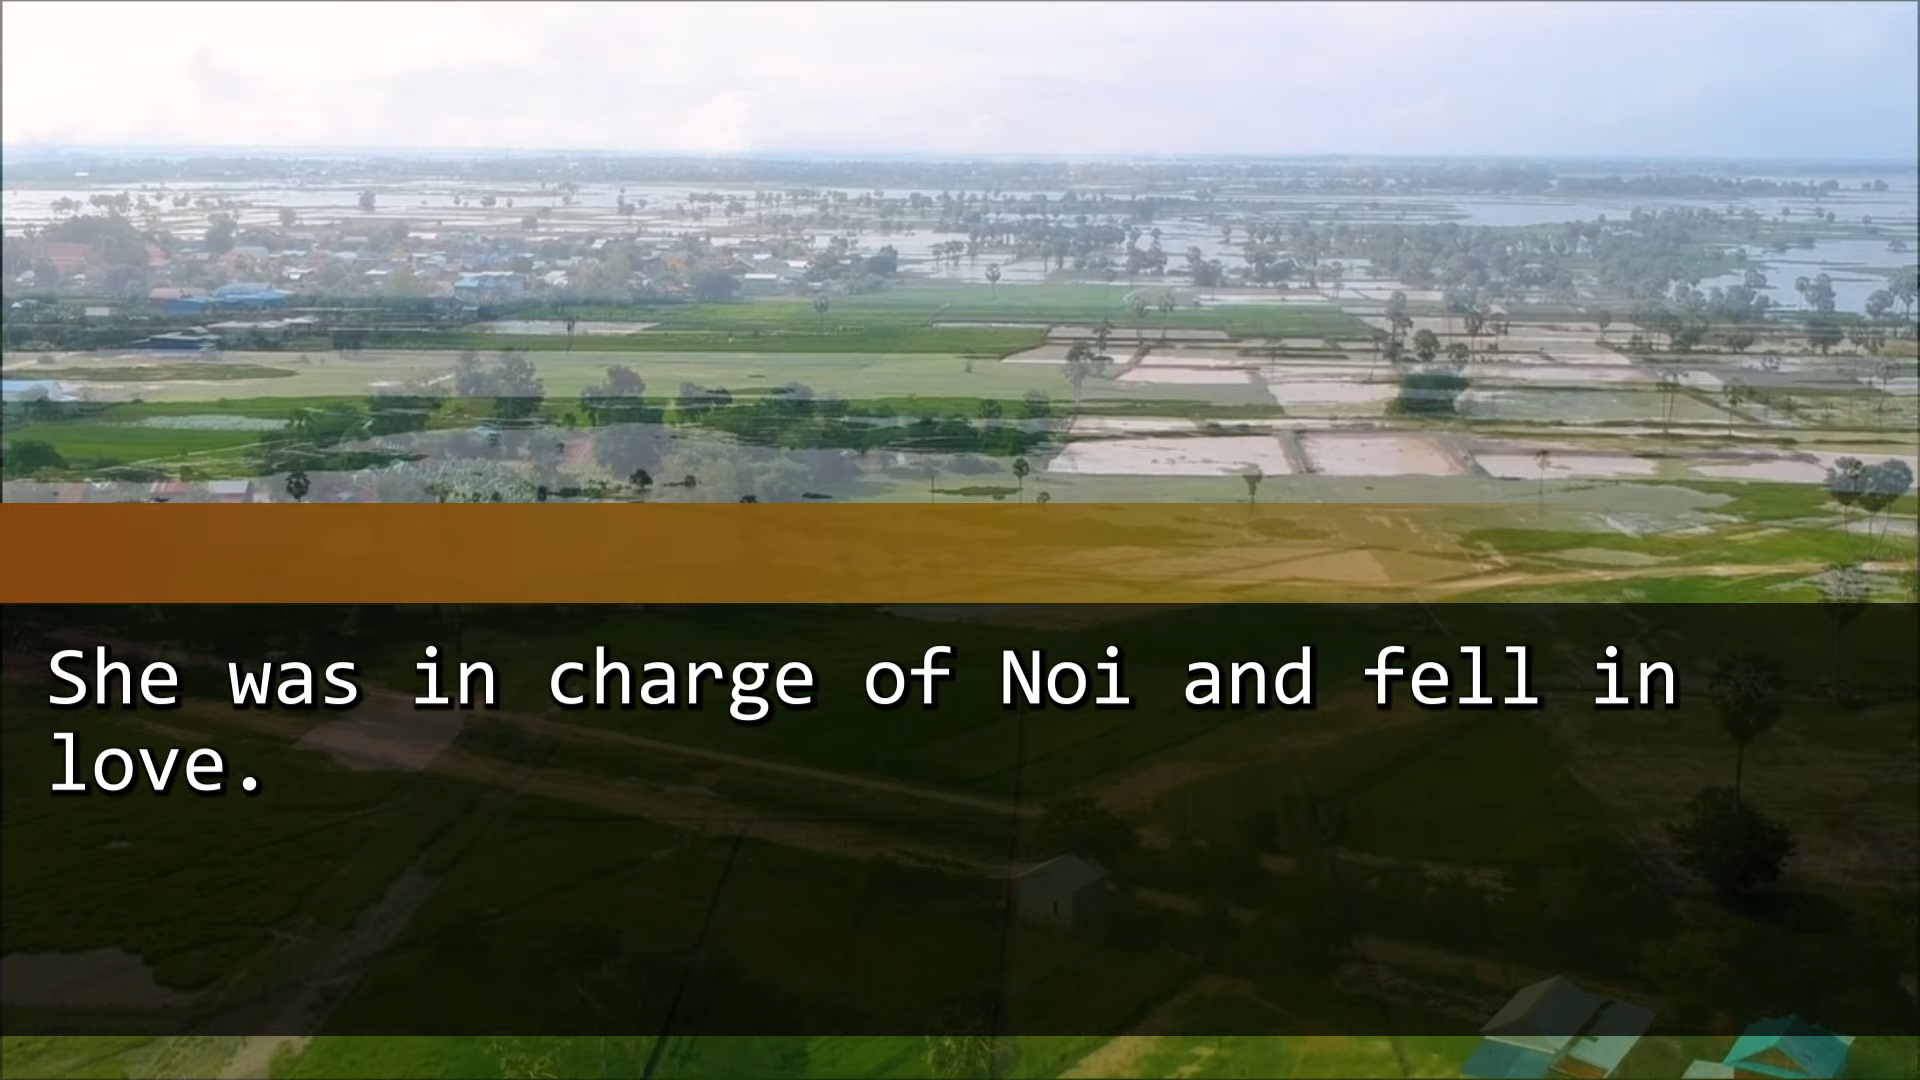 She was in charge of Noi and fell in
love.